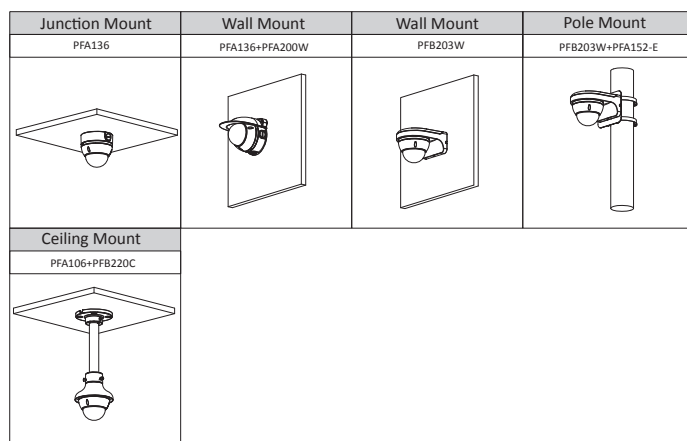 Junction Mount
PFA136
Wall Mount
PFA136+PFA200W
Wall Mount
PFB203W
Pole Mount
PFB203W+PFA152-E
Ceiling Mount
PFA106+PFB220C